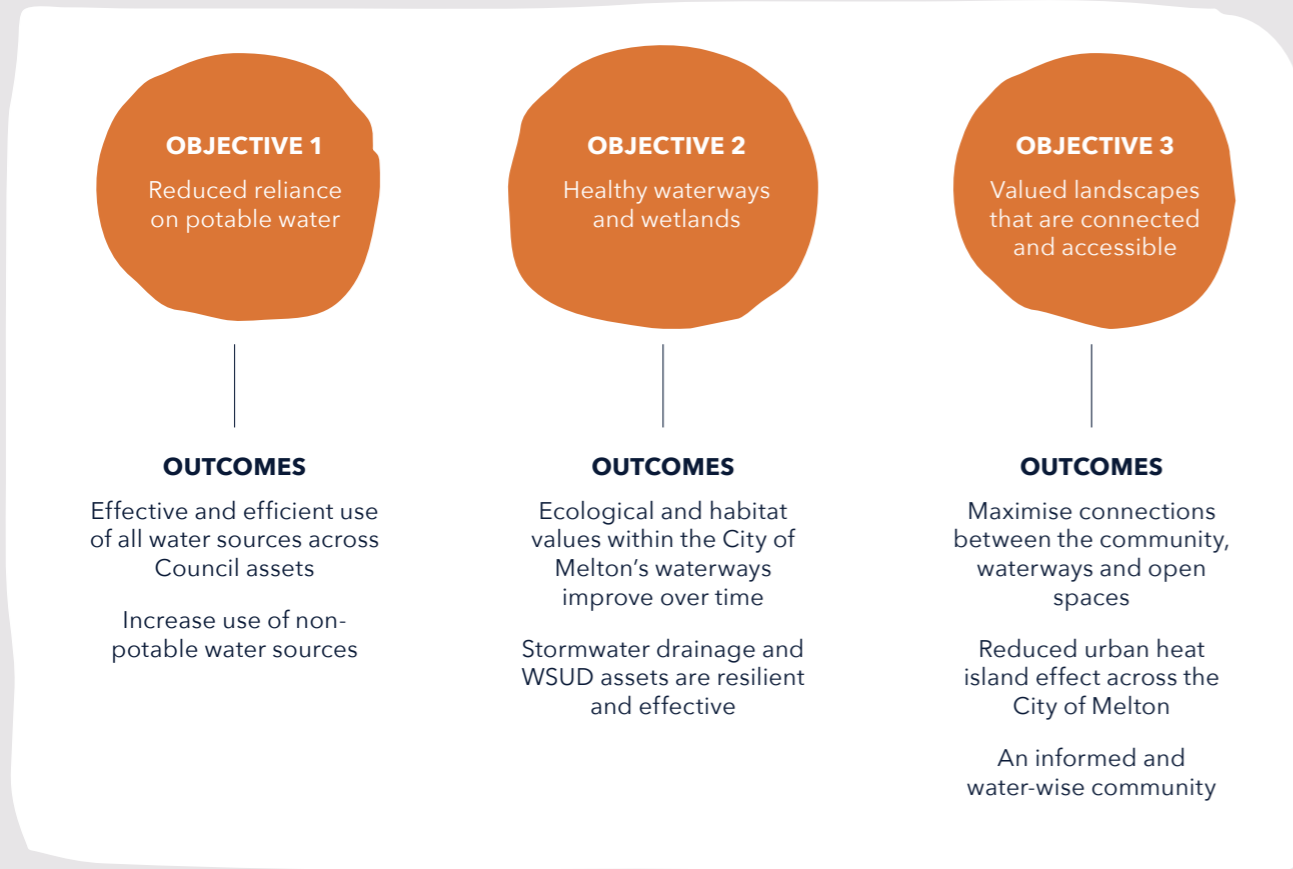 OBJECTIVE 1
Reduced reliance
on potable water
OUTCOMES
Effective and efficient use
of all water sources across
Council assets
Increase use of non-
potable water sources
OBJECTIVE 2
Healthy waterways
and wetlands
OUTCOMES
Ecological and habitat
values within the City of
Melton’s waterways
improve over time
Stormwater drainage and
WSUD assets are resilient
and effective
OBJECTIVE 3
Valued landscapes
that are connected
and accessible
OUTCOMES
Maximise connections
between the community,
waterways and open
spaces
Reduced urban heat
island effect across the
City of Melton
An informed and
water-wise community